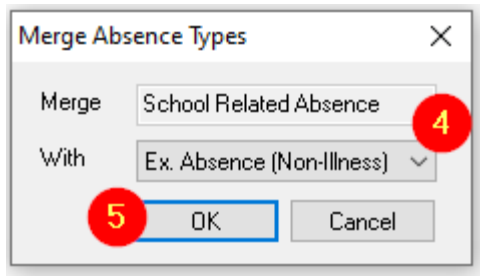 Merge Absence Types
Merge School Related Absence
4
With Ex. Absence (Non-Illness)
5 OK Cancel